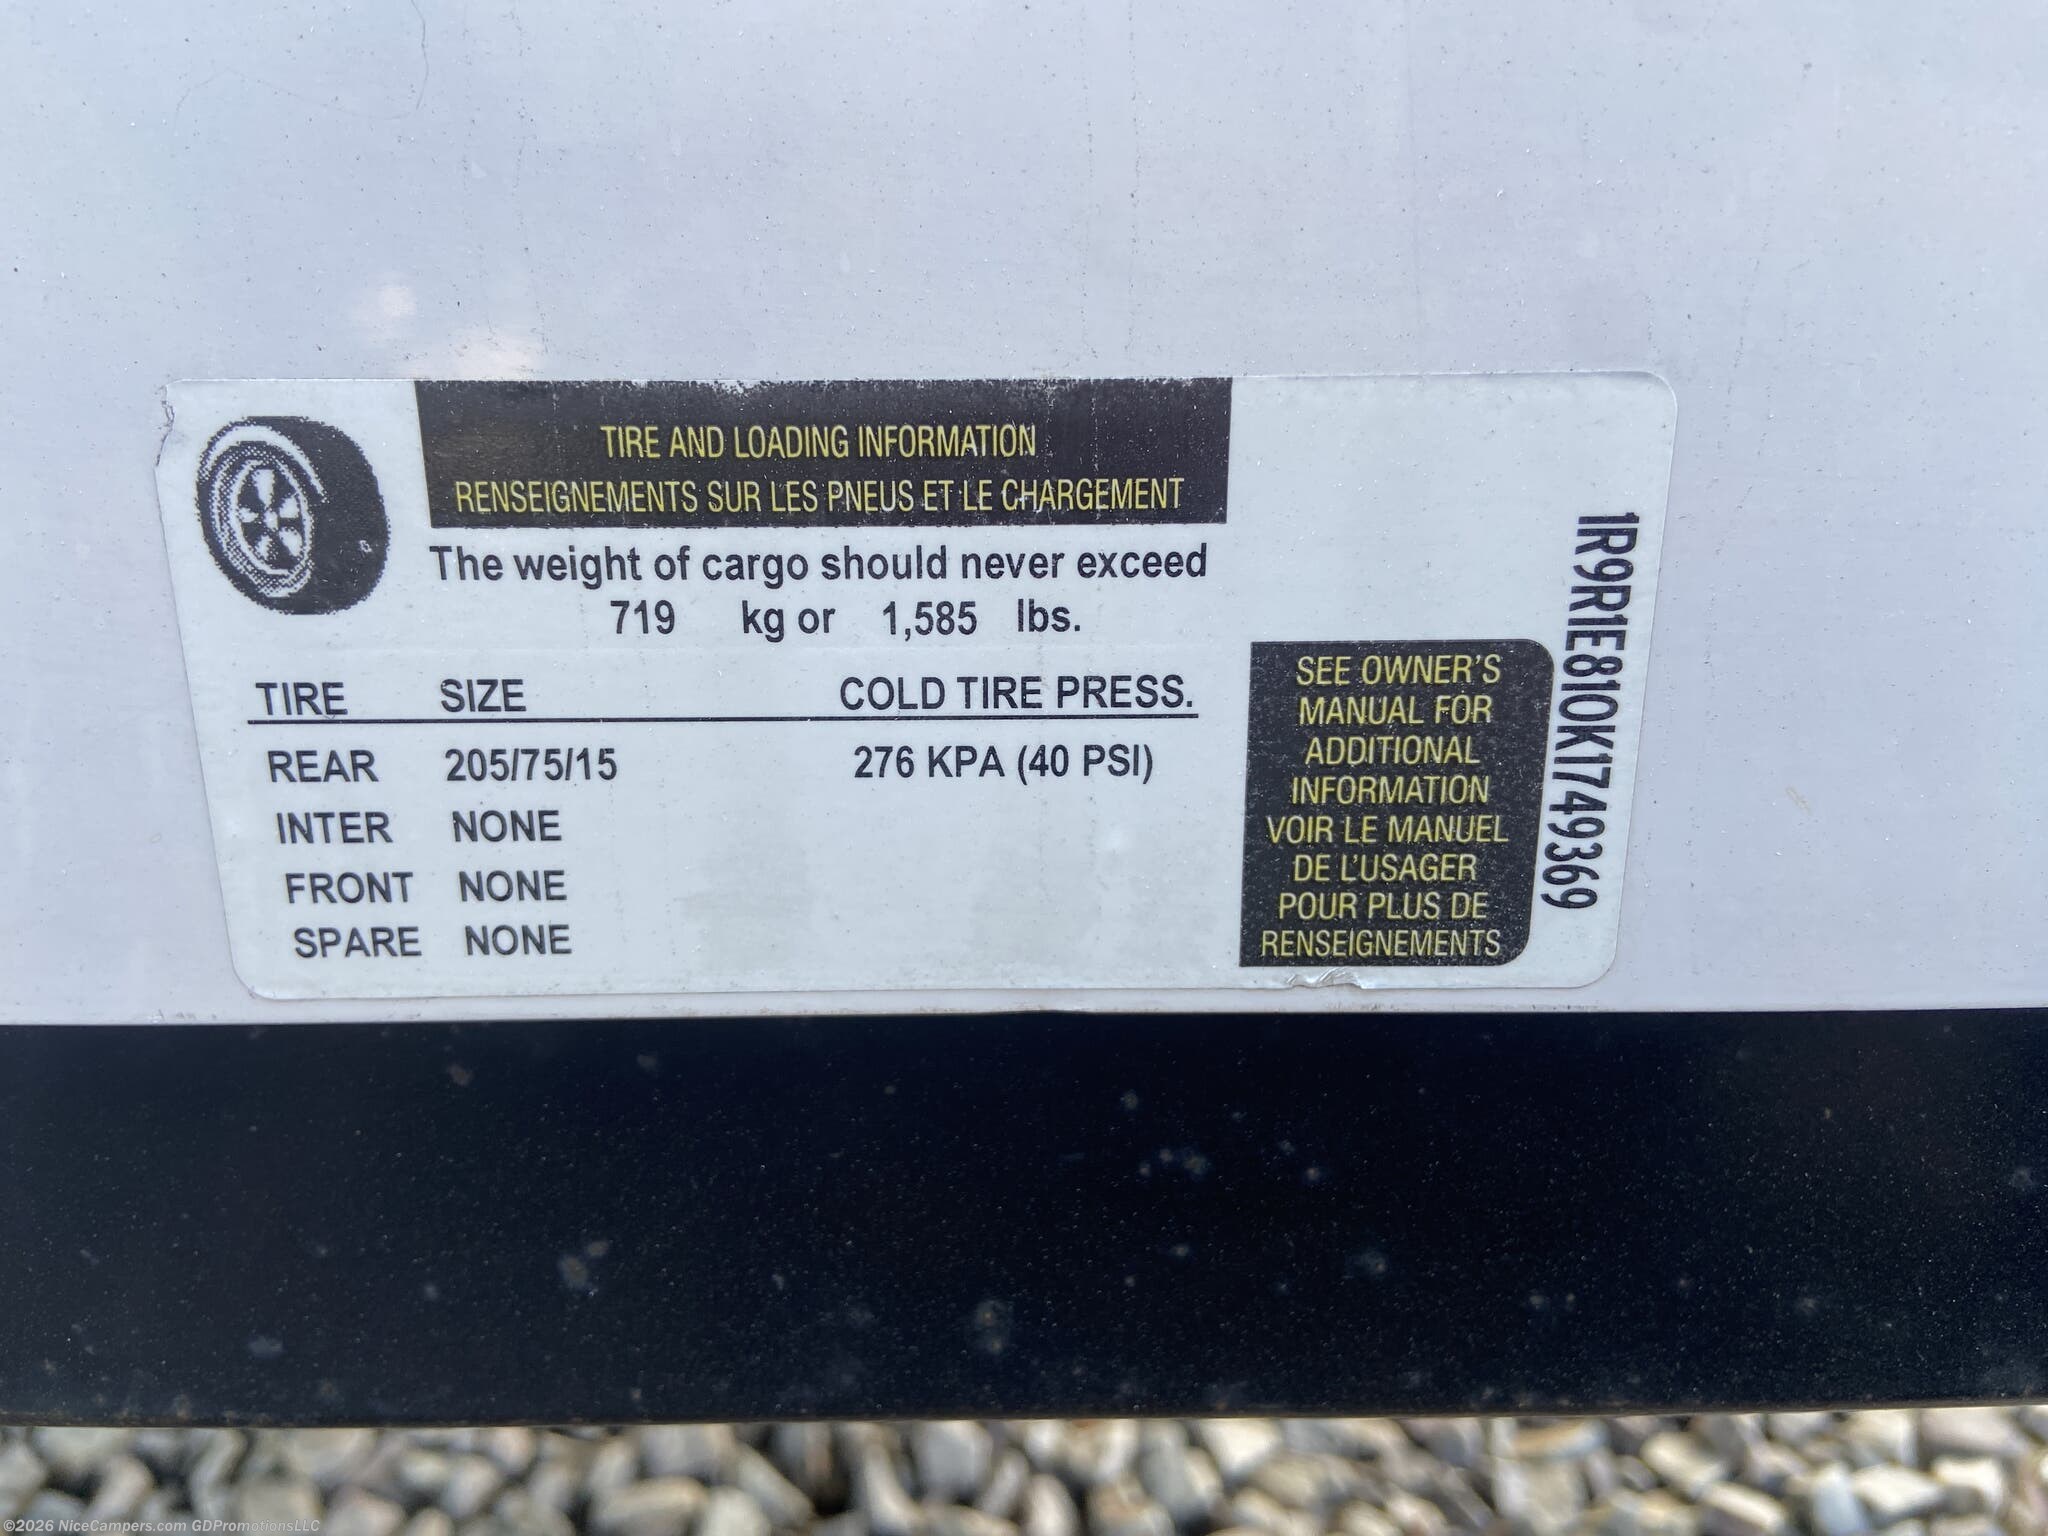 TIRE AND LOADING INFORMATION
RENSEIGNEMENTS SUR LES PNEUS ET LE CHARGEMENT
The weight of cargo should never exceed
719 kg or 1,585 lbs.
TIRE SIZE COLD TIRE PRESS.
REAR 205/75/15 276 KPA (40 PSI)
INTER NONE
FRONT NONE
SPARE NONE
SEE OWNER'S
MANUAL FOR
ADDITIONAL
INFORMATION
VOIR LE MANUEL
DE L'USAGER
POUR PLUS DE
RENSEIGNEMENTS
1R9R1E810K1749369
©2026 NiceCampers.com GDPromotionsLLC